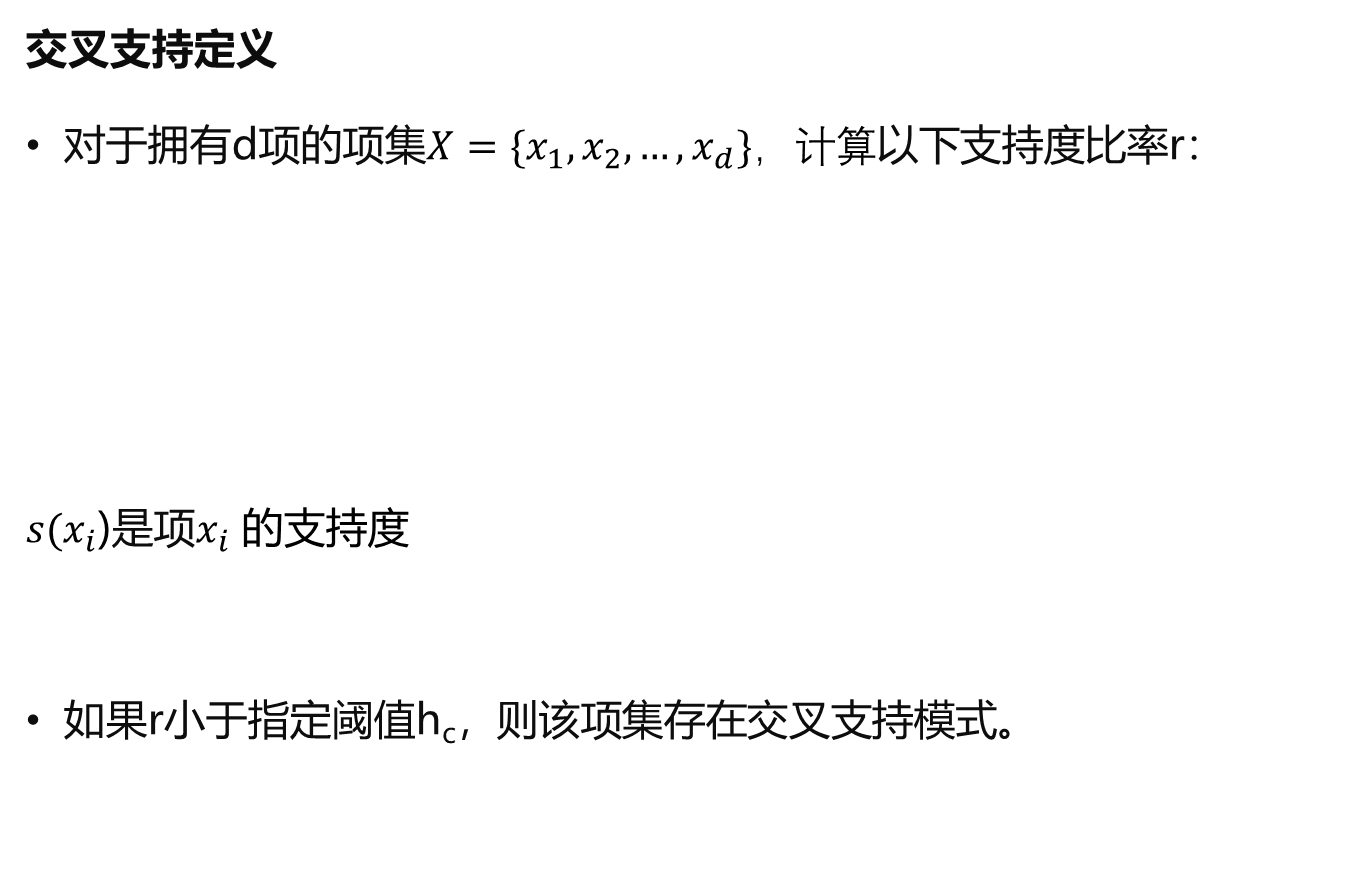 交叉支持定义
• 对于拥有d项的项集X = {x₁, x₂, …, x_d}, 计算以下支持度比率r:
s(xᵢ)是项xᵢ 的支持度
• 如果r小于指定阈值h_c，则该项集存在交叉支持模式。